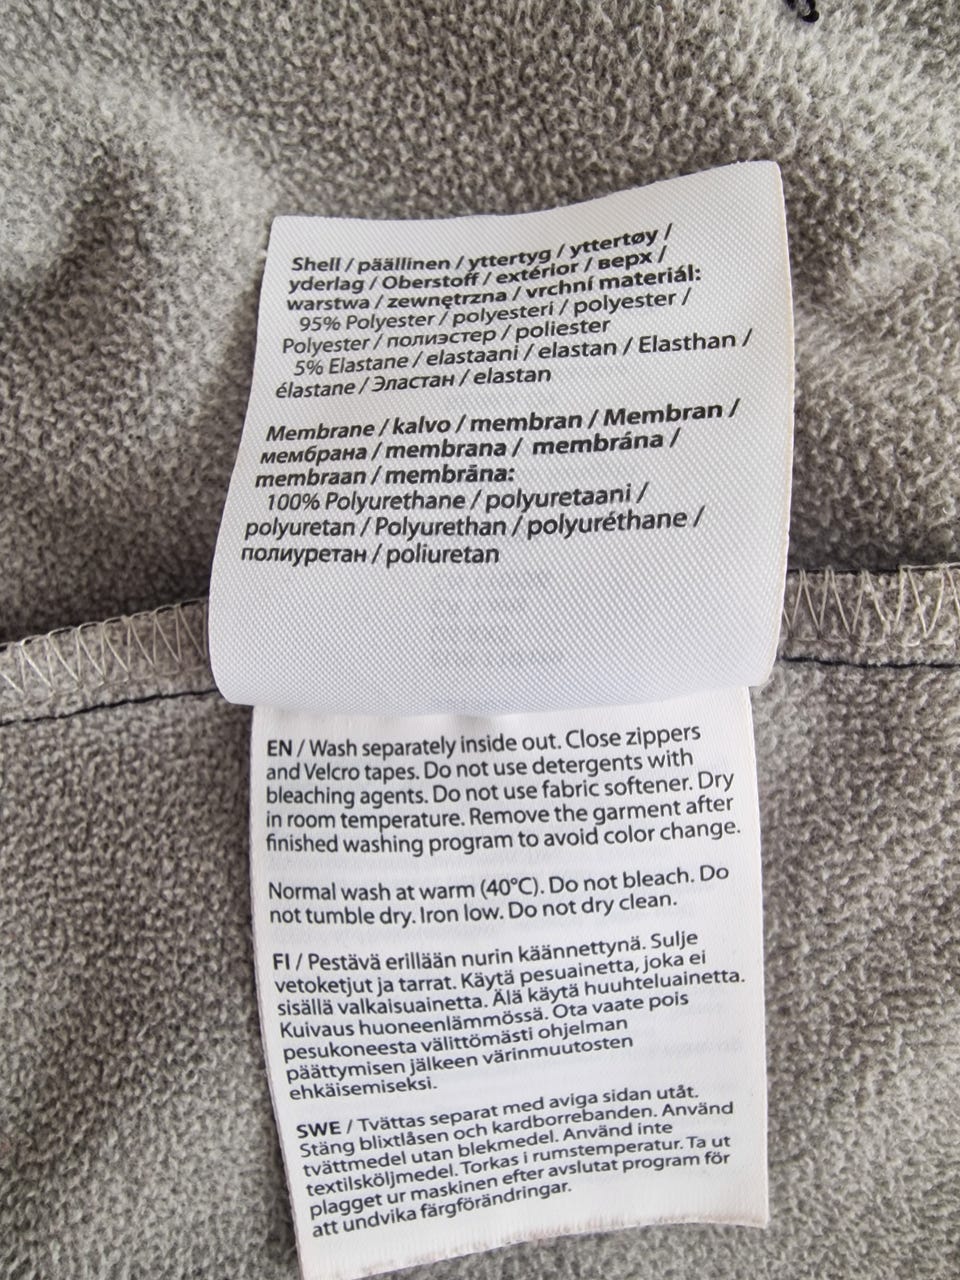 Shell / päällinen / yttertyg / yttertøy /
yderlag / Oberstoff / extérior / верх /
warstwa / zewnętrzna / vrchní materiál:
95% Polyester / polyesteri / polyester /
Polyester / полиэстер / poliester
5% Elastane / elastaani / elastan / Elasthan /
élastane / Эластан / elastan
Membrane / kalvo / membran / Membran /
мембрана / membrana / membrána /
membraan / membrāna:
100% Polyurethane / polyuretaani /
polyuretan / Polyurethan / polyuréthane /
полиуретан / poliuretan
EN / Wash separately inside out. Close zippers
and Velcro tapes. Do not use detergents with
bleaching agents. Do not use fabric softener. Dry
in room temperature. Remove the garment after
finished washing program to avoid color change.
Normal wash at warm (40°C). Do not bleach. Do
not tumble dry. Iron low. Do not dry clean.
FI / Pestävä erillään nurin käännettynä. Sulje
vetoketjut ja tarrat. Käytä pesuainetta, joka ei
sisällä valkaisuainetta. Älä käytä huuhteluainetta.
Kuivaus huoneenlämmössä. Ota vaate pois
pesukoneesta välittömästi ohjelman
päättymisen jälkeen värinmuutosten
ehkäisemiseksi.
SWE / Tvättas separat med aviga sidan utåt.
Stäng blixtlåsen och kardborrebanden. Använd
tvättmedel utan blekmedel. Använd inte
textilsköljmedel. Torkas i rumstemperatur. Ta ut
plagget ur maskinen efter avslutat program för
att undvika färgförändringar.